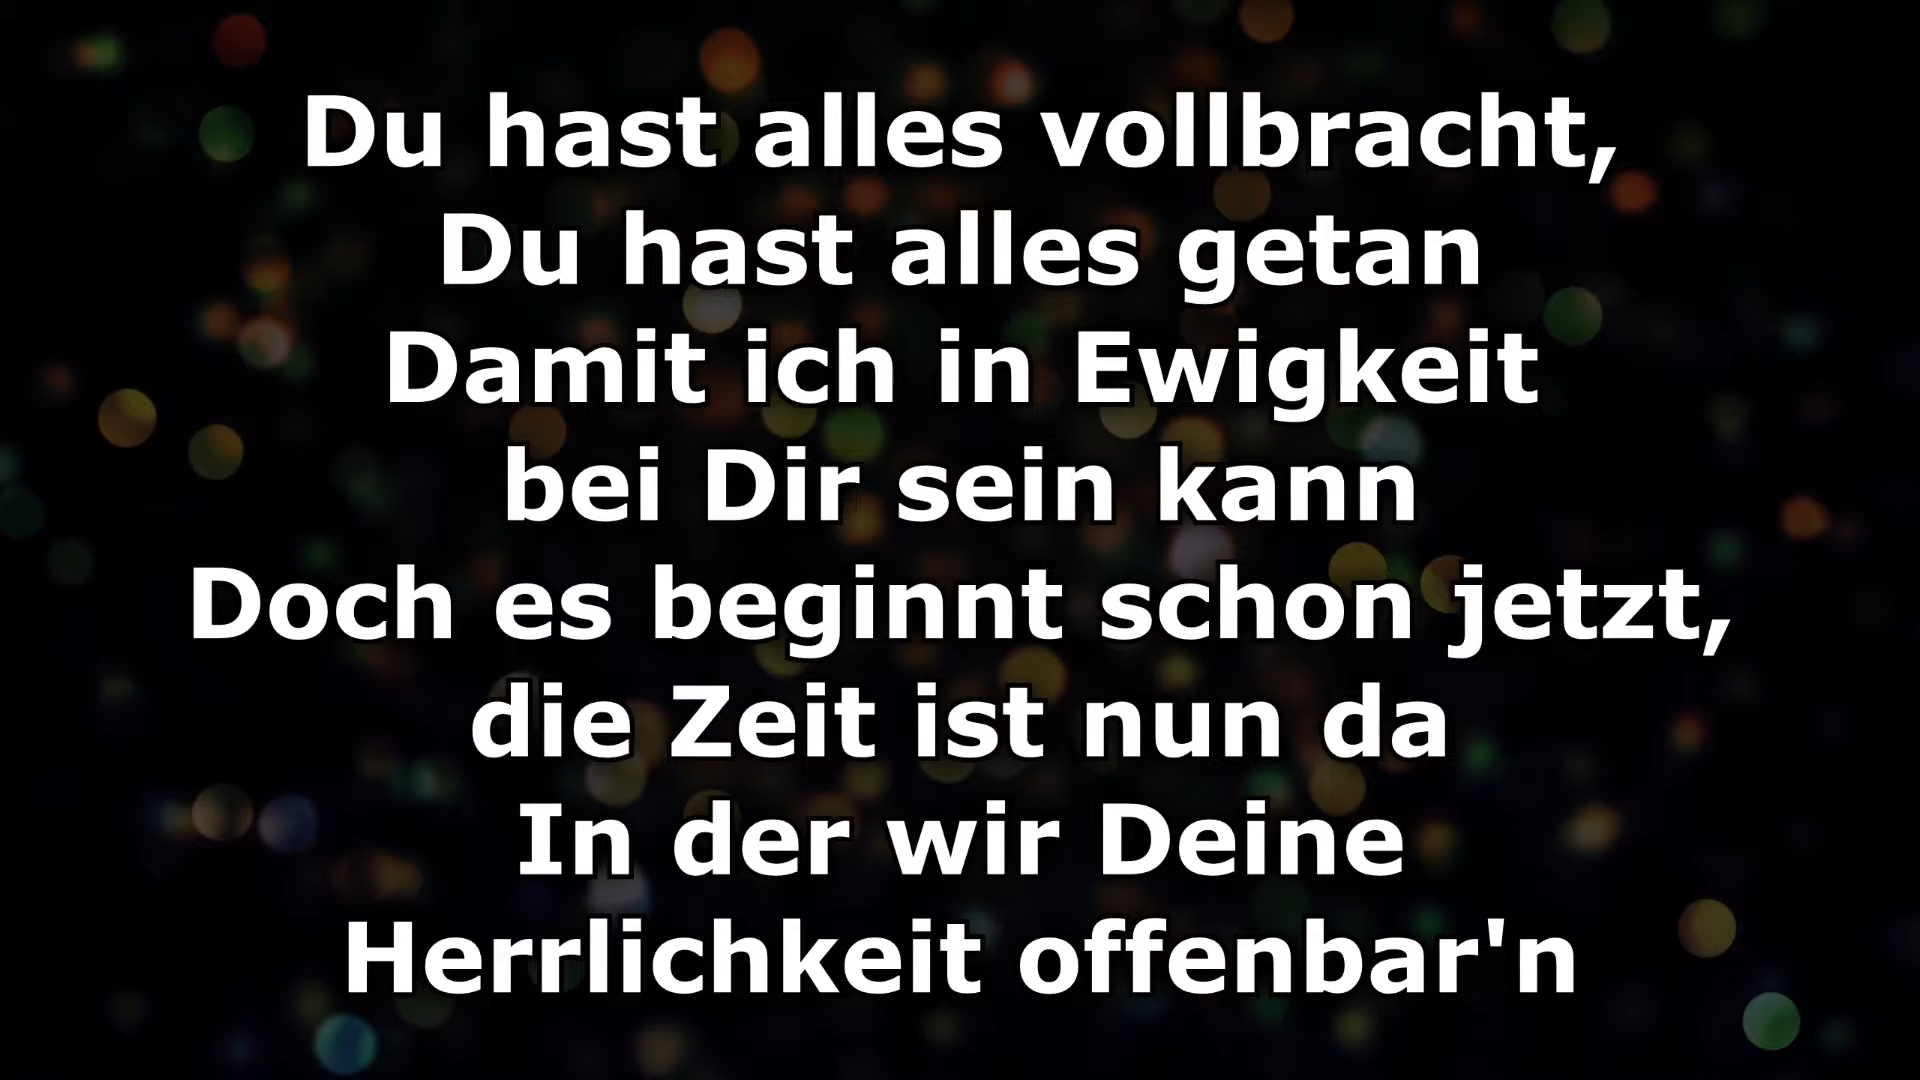 Du hast alles vollbracht,
Du hast alles getan
Damit ich in Ewigkeit
bei Dir sein kann
Doch es beginnt schon jetzt,
die Zeit ist nun da
In der wir Deine
Herrlichkeit offenbar'n